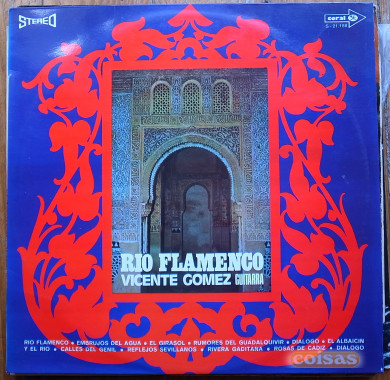 STEREO
coral
RIO FLAMENCO
VICENTE GOMEZ GUITARRA
RIO FLAMENCO • EMBRUJOS DEL AGUA • EL GIRASOL • RUMORES DEL GUADALQUIVIR • DIALOGO • EL ALBAICIN
Y EL RIO • CALLES DEL GENIL • REFLEJOS SEVILLANOS • RIVERA GADITANA • ROSAS DE CADIZ • DIALOGO
coisas